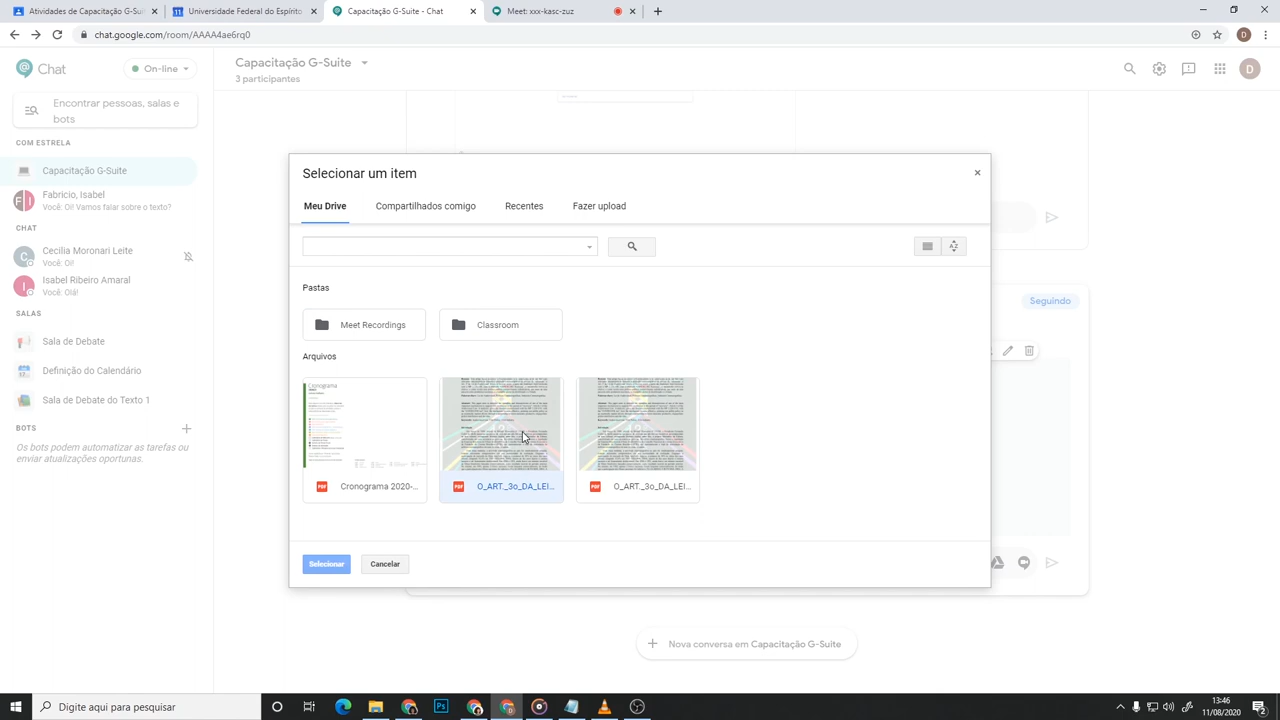 Atividades de Capacitação G-Sui
Universidade Federal do Espírito
Capacitação G-Suite - Chat
Meet: xxx-kasc-zuz
chat.google.com/room/AAAA4ae6rq0
D
Chat
On-line
Capacitação G-Suite
3 participantes
D
Encontrar pessoas, salas e
bots
COM ESTRELA
Capacitação G-Suite
Fabricio, Isabel
Você: Oi! Vamos falar sobre o texto?
CHAT
Cecília Moronari Leite
Você: Oi!
Isabel Ribeiro Amaral
Você: Olá!
SALAS
Sala de Debate
Definição do Calendário
Sala de Debate do Texto 1
BOTS
Os bots podem automatizar as tarefas ou
enviar atualizações oportunas.
Selecionar um item
Meu Drive
Compartilhados comigo
Recentes
Fazer upload
Pastas
Meet Recordings
Classroom
Arquivos
Cronograma
PDF Cronograma 2020-...
PDF O_ART._3o_DA_LEI...
PDF O_ART._3o_DA_LEI...
Selecionar
Cancelar
Seguindo
Nova conversa em Capacitação G-Suite
Digite aqui para pesquisar
13:46
11/08/2020
2